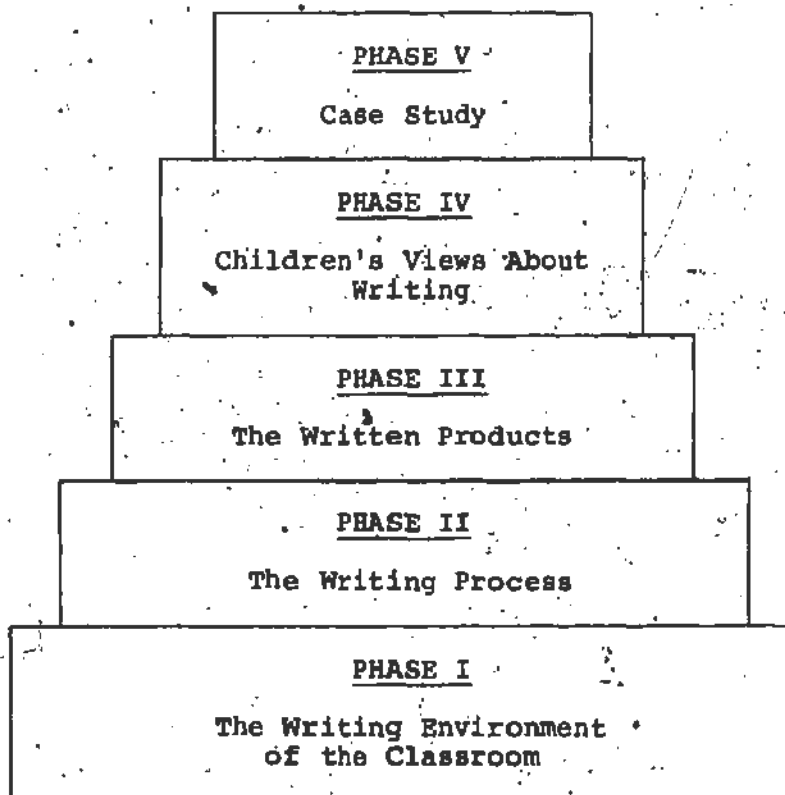 PHASE V
Case Study
PHASE IV
Children's Views About
Writing
PHASE III
The Written Products
PHASE II
The Writing Process
PHASE I
The Writing Environment
of the Classroom